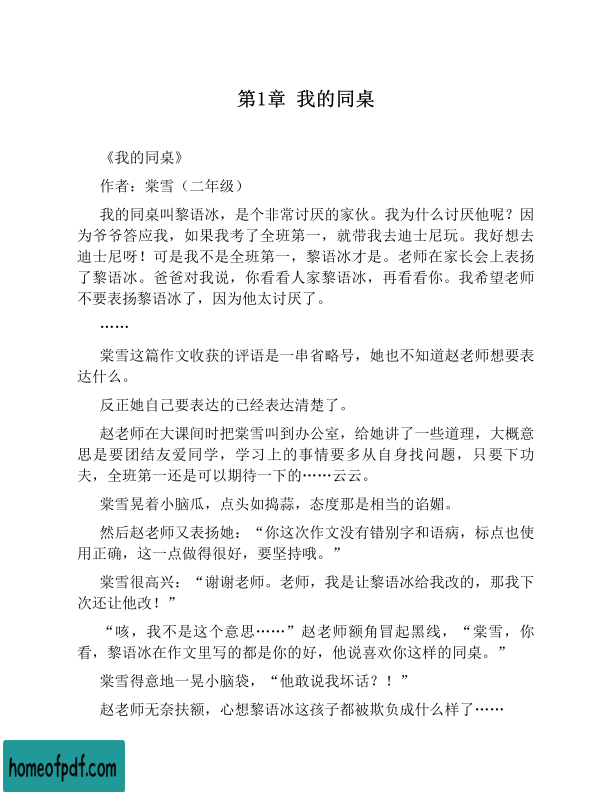 第1章 我的同桌
《我的同桌》
作者：棠雪（二年级）
我的同桌叫黎语冰，是个非常讨厌的家伙。我为什么讨厌他呢？因
为爷爷答应我，如果我考了全班第一，就带我去迪士尼玩。我好想去
迪士尼呀！可是我不是全班第一，黎语冰才是。老师在家长会上表扬
了黎语冰。爸爸对我说，你看看人家黎语冰，再看看你。我希望老师
不要表扬黎语冰了，因为他太讨厌了。
……
棠雪这篇作文收获的评语是一串省略号，她也不知道赵老师想要表
达什么。
反正她自己要表达的已经表达清楚了。
赵老师在大课间时把棠雪叫到办公室，给她讲了一些道理，大概意
思是要团结友爱同学，学习上的事情要多从自身找问题，只要下功
夫，全班第一还是可以期待一下的……云云。
棠雪晃着小脑瓜，点头如捣蒜，态度那是相当的谄媚。
然后赵老师又表扬她：“你这次作文没有错别字和语病，标点也使
用正确，这一点做得很好，要坚持哦。”
棠雪很高兴：“谢谢老师。老师，我是让黎语冰给我改的，那我下
次还让他改！”
“咳，我不是这个意思……”赵老师额角冒起黑线，“棠雪，你
看，黎语冰在作文里写的都是你的好，他说喜欢你这样的同桌。”
棠雪得意地一晃小脑袋，“他敢说我坏话？！”
赵老师无奈扶额，心想黎语冰这孩子都被欺负成什么样了……
homeofpdf.com